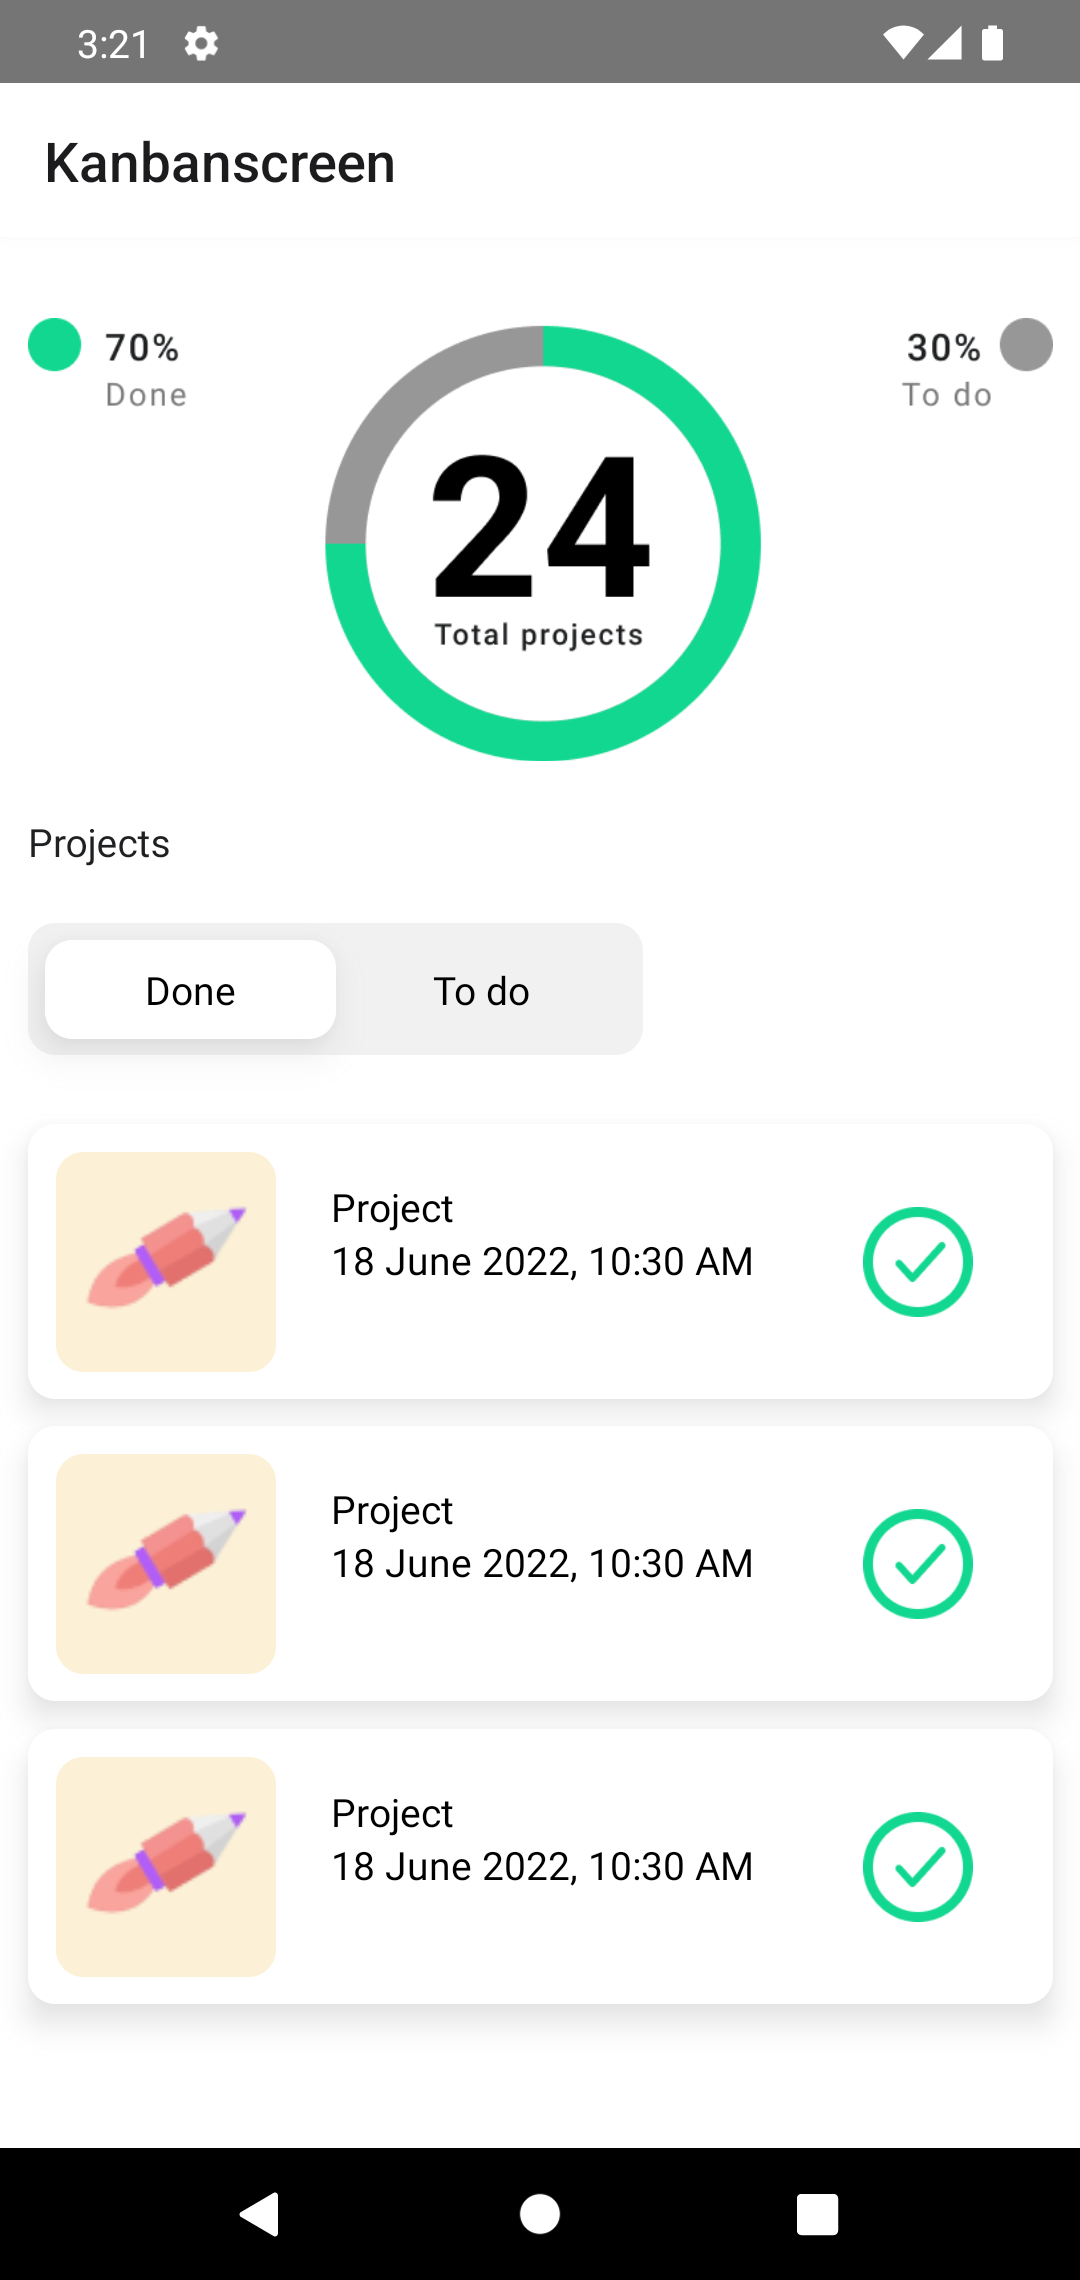 3:21
Kanbanscreen
70%
Done
30%
To do
24
Total projects
Projects
Done
To do
Project
18 June 2022, 10:30 AM
Project
18 June 2022, 10:30 AM
Project
18 June 2022, 10:30 AM